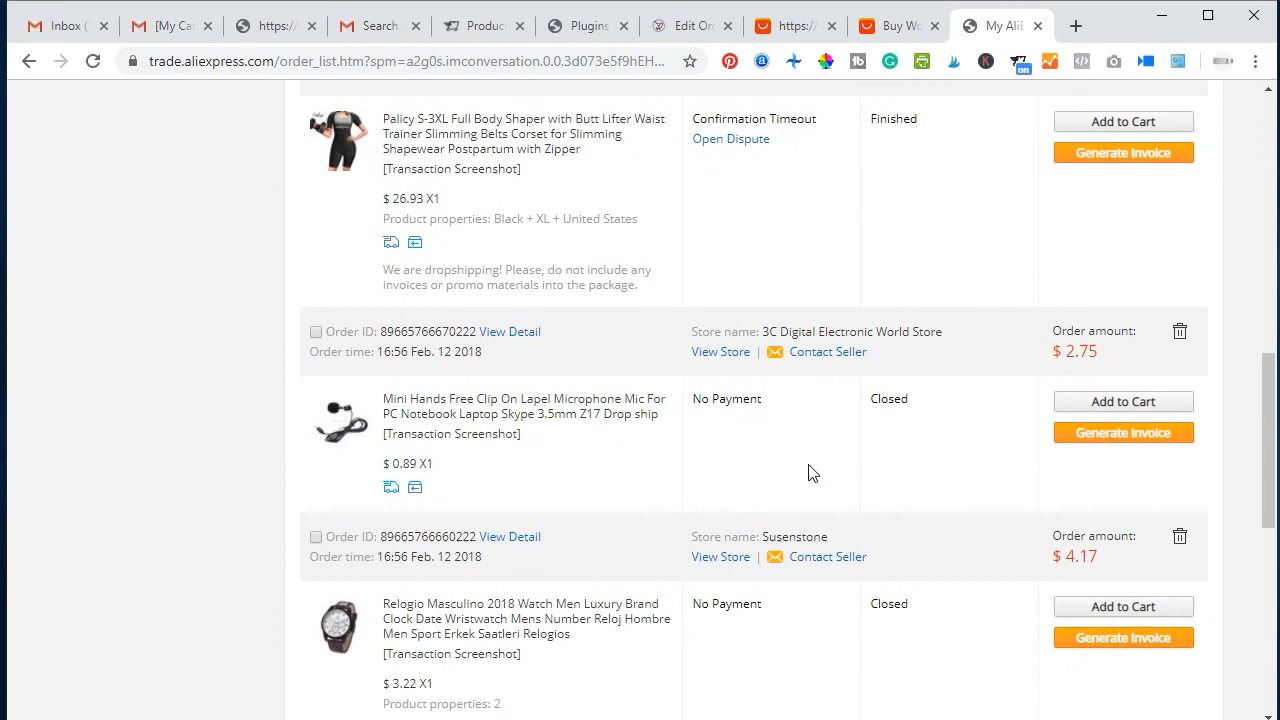 Inbox (
[My Ca
https:/
Search
Produc
Plugins
Edit O
https:/
Buy Wo
My AliE
trade.aliexpress.com/order_list.htm?spm=a2g0s.imconversation.0.0.3d073e5f9hEH...
on
Palicy S-3XL Full Body Shaper with Butt Lifter Waist
Trainer Slimming Belts Corset for Slimming
Shapewear Postpartum with Zipper
[Transaction Screenshot]
$ 26.93 X1
Product properties: Black + XL + United States
We are dropshipping! Please, do not include any
invoices or promo materials into the package.
Confirmation Timeout
Open Dispute
Finished
Add to Cart
Generate Invoice
Order ID: 89665766670222 View Detail
Order time: 16:56 Feb. 12 2018
Store name: 3C Digital Electronic World Store
View Store | Contact Seller
Order amount:
$ 2.75
Mini Hands Free Clip On Lapel Microphone Mic For
PC Notebook Laptop Skype 3.5mm Z17 Drop ship
[Transaction Screenshot]
$ 0.89 X1
No Payment
Closed
Add to Cart
Generate Invoice
Order ID: 89665766660222 View Detail
Order time: 16:56 Feb. 12 2018
Store name: Susenstone
View Store | Contact Seller
Order amount:
$ 4.17
Relogio Masculino 2018 Watch Men Luxury Brand
Clock Date Wristwatch Mens Number Reloj Hombre
Men Sport Erkek Saatleri Relogios
[Transaction Screenshot]
$ 3.22 X1
Product properties: 2
No Payment
Closed
Add to Cart
Generate Invoice